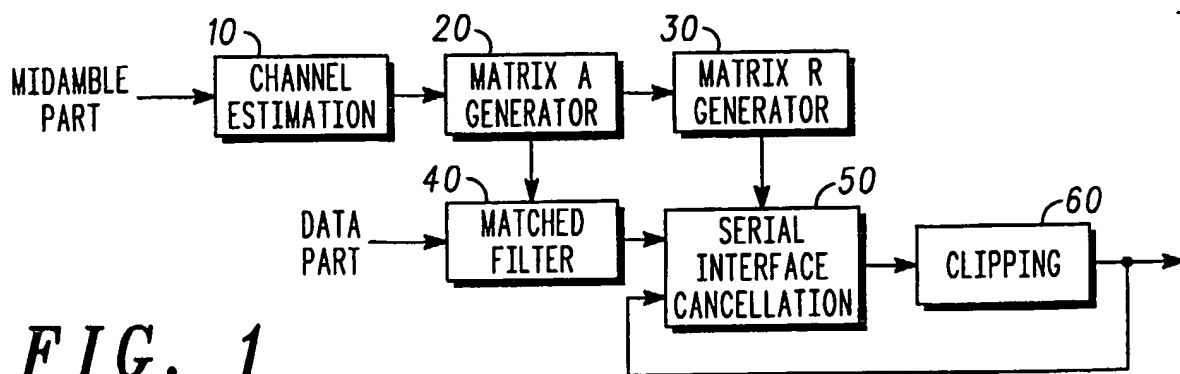 10
20
30
MIDAMBLE
PART
CHANNEL
ESTIMATION
MATRIX A
GENERATOR
MATRIX R
GENERATOR
40
50
60
DATA
PART
MATCHED
FILTER
SERIAL
INTERFACE
CANCELLATION
CLIPPING
FIG. 1